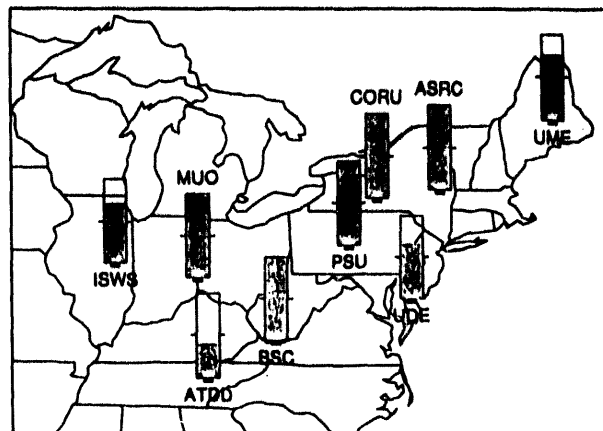 ASRC
CORU
UME
MUO
PSU
ISWS
UDE
BSC
ATDD